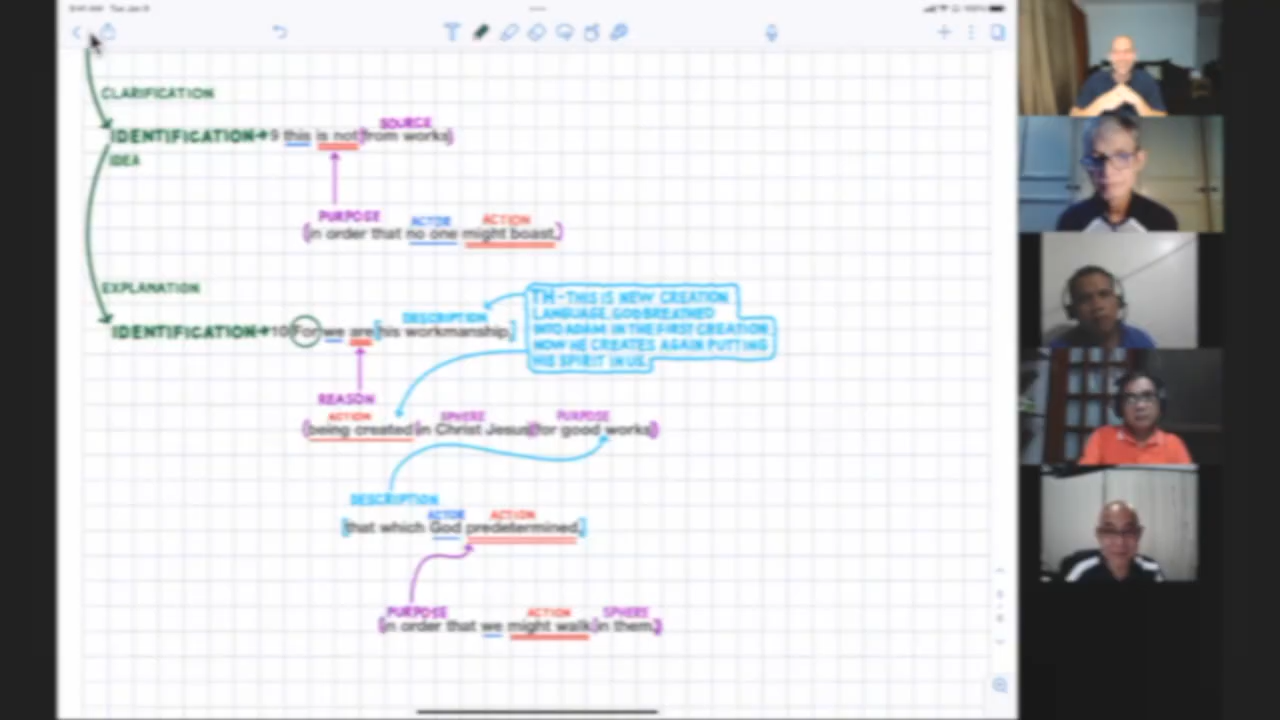 CLARIFICATION
SOURCE
IDENTIFICATION → 9 this is not (from works)
IDEA
PURPOSE ACTOR ACTION
(in order that no one might boast.)
EXPLANATION
DESCRIPTION
IDENTIFICATION → 10 For we are [his workmanship,]
TH - THIS IS NEW CREATION
LANGUAGE. GOD BREATHED
INTO ADAM IN THE FIRST CREATION
NOW HE CREATES AGAIN PUTTING
HIS SPIRIT IN US.
REASON
ACTION SPHERE PURPOSE
(being created (in Christ Jesus) (for good works))
DESCRIPTION
ACTOR ACTION
[that which God predetermined,]
PURPOSE ACTION SPHERE
(in order that we might walk (in them.))